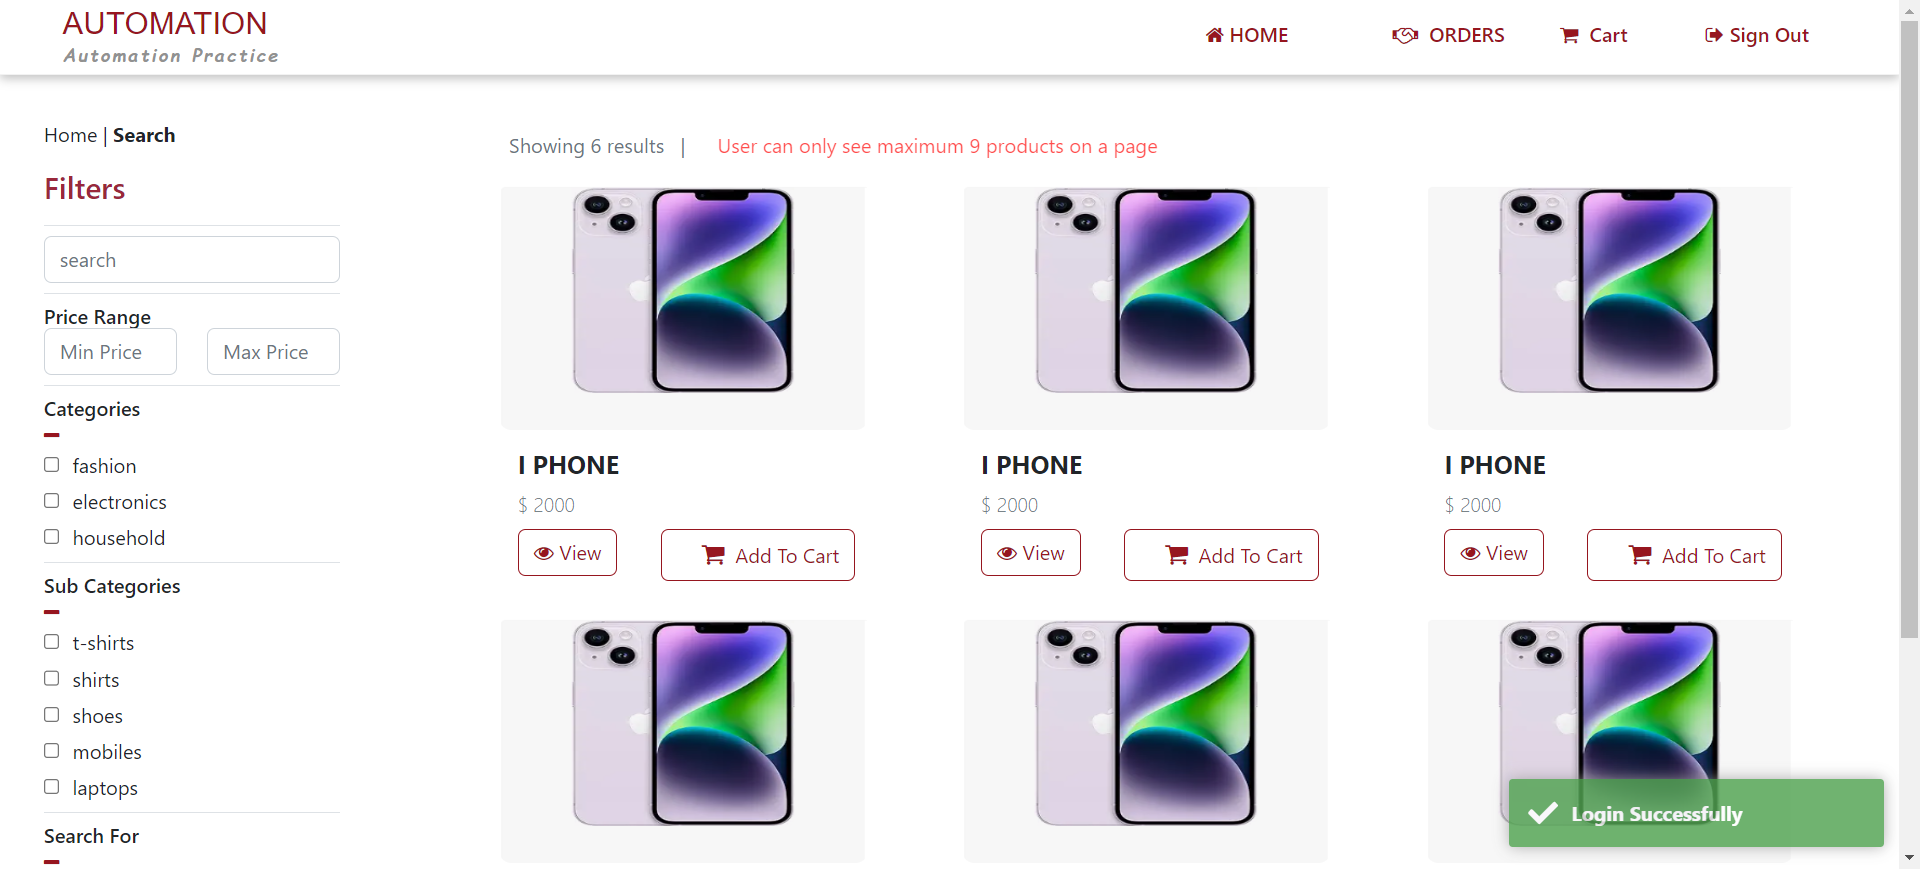 AUTOMATION
Automation Practice
HOME
ORDERS
Cart
Sign Out
Home | Search
Filters
search
Price Range
Min Price
Max Price
Categories
fashion
electronics
household
Sub Categories
t-shirts
shirts
shoes
mobiles
laptops
Search For
Showing 6 results |
User can only see maximum 9 products on a page
I PHONE
$ 2000
View
Add To Cart
I PHONE
$ 2000
View
Add To Cart
I PHONE
$ 2000
View
Add To Cart
Login Successfully